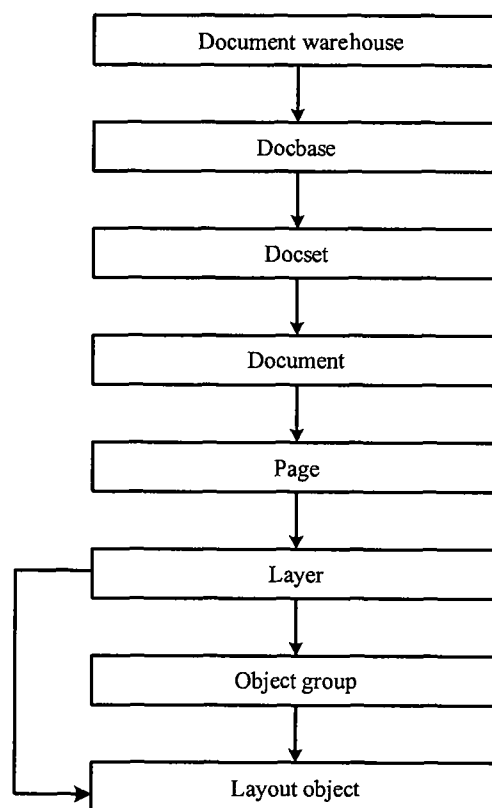 Document warehouse
Docbase
Docset
Document
Page
Layer
Object group
Layout object